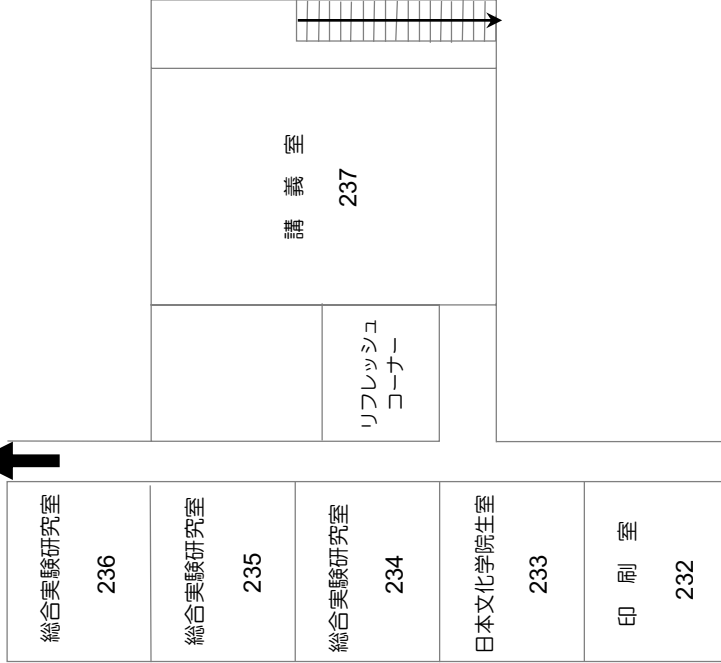 講義室
237
リフレッシュ
コーナー
総合実験研究室
236
総合実験研究室
235
総合実験研究室
234
日本文化学院生室
233
印刷室
232